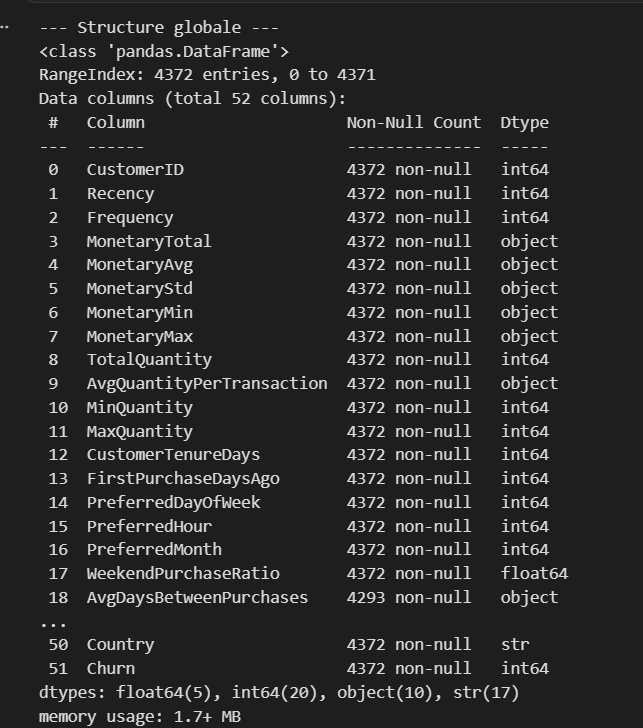 --- Structure globale ---
<class 'pandas.DataFrame'>
RangeIndex: 4372 entries, 0 to 4371
Data columns (total 52 columns):
 #   Column                     Non-Null Count  Dtype
---  ------                     --------------  -----
 0   CustomerID                 4372 non-null   int64
 1   Recency                    4372 non-null   int64
 2   Frequency                  4372 non-null   int64
 3   MonetaryTotal              4372 non-null   object
 4   MonetaryAvg                4372 non-null   object
 5   MonetaryStd                4372 non-null   object
 6   MonetaryMin                4372 non-null   object
 7   MonetaryMax                4372 non-null   object
 8   TotalQuantity              4372 non-null   int64
 9   AvgQuantityPerTransaction  4372 non-null   object
 10  MinQuantity                4372 non-null   int64
 11  MaxQuantity                4372 non-null   int64
 12  CustomerTenureDays         4372 non-null   int64
 13  FirstPurchaseDaysAgo       4372 non-null   int64
 14  PreferredDayOfWeek         4372 non-null   int64
 15  PreferredHour              4372 non-null   int64
 16  PreferredMonth             4372 non-null   int64
 17  WeekendPurchaseRatio       4372 non-null   float64
 18  AvgDaysBetweenPurchases    4293 non-null   object
...
 50  Country                    4372 non-null   str
 51  Churn                      4372 non-null   int64
dtypes: float64(5), int64(20), object(10), str(17)
memory usage: 1.7+ MB